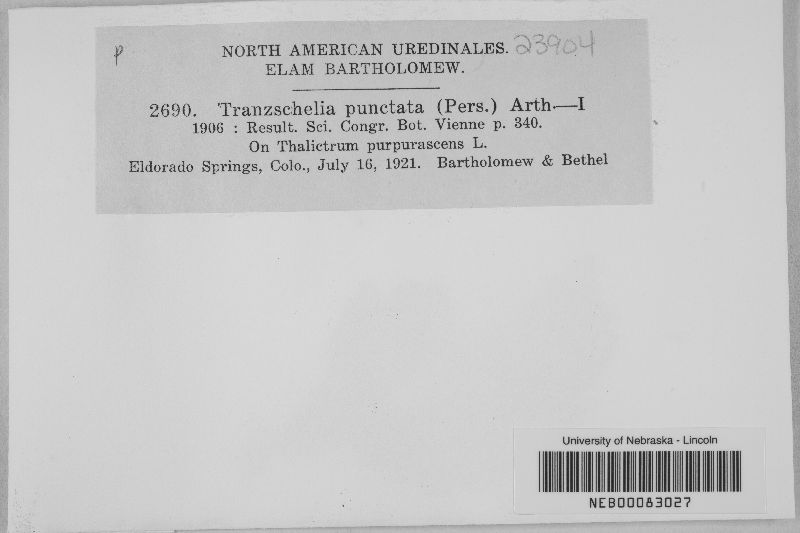 p
NORTH AMERICAN UREDINALES. 23904
ELAM BARTHOLOMEW.
2690. Tranzschelia punctata (Pers.) Arth—I
1906 : Result. Sci. Congr. Bot. Vienne p. 340.
On Thalictrum purpurascens L.
Eldorado Springs, Colo., July 16, 1921. Bartholomew & Bethel
University of Nebraska - Lincoln
NEB00083027